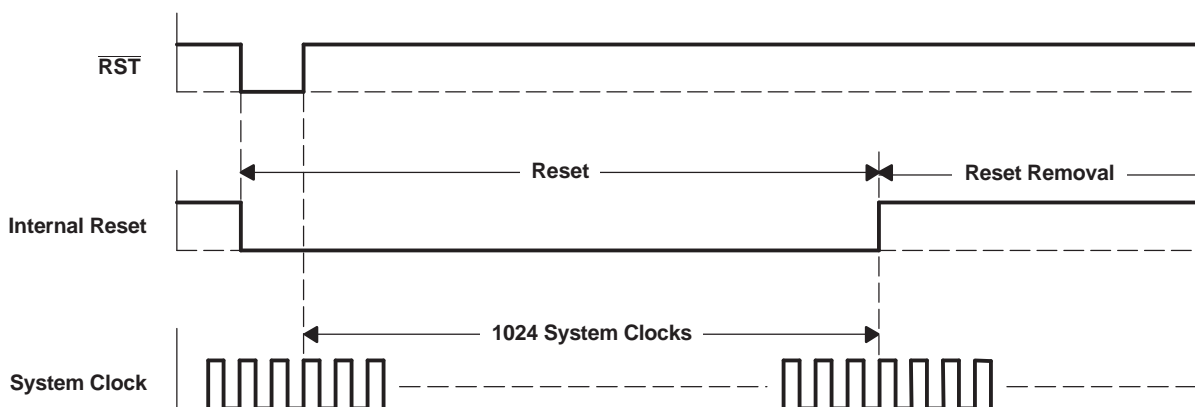 RST
Reset
Reset Removal
Internal Reset
1024 System Clocks
System Clock